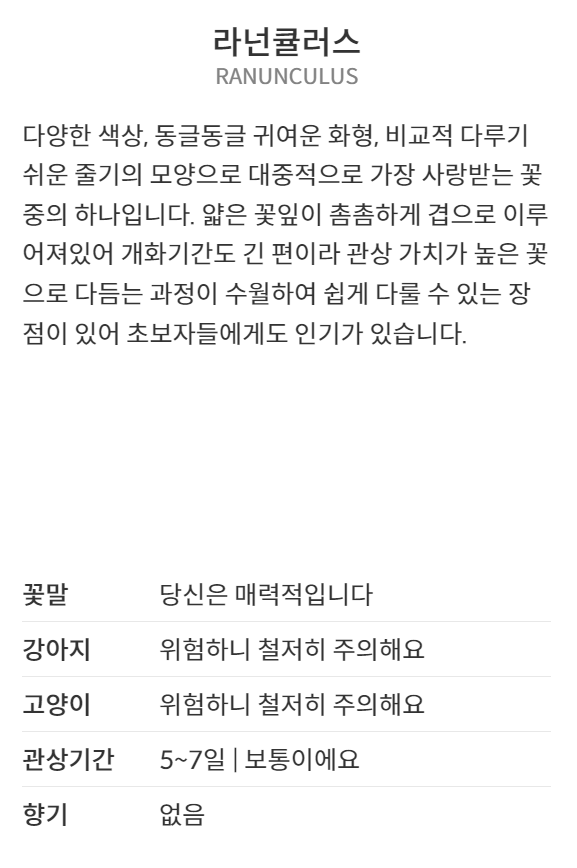 라넌큘러스
RANUNCULUS
다양한 색상, 동글동글 귀여운 화형, 비교적 다루기
쉬운 줄기의 모양으로 대중적으로 가장 사랑받는 꽃
중의 하나입니다. 얇은 꽃잎이 촘촘하게 겹으로 이루
어져있어 개화기간도 긴 편이라 관상 가치가 높은 꽃
으로 다듬는 과정이 수월하여 쉽게 다룰 수 있는 장
점이 있어 초보자들에게도 인기가 있습니다.
꽃말 당신은 매력적입니다
강아지 위험하니 철저히 주의해요
고양이 위험하니 철저히 주의해요
관상기간 5~7일 | 보통이에요
향기 없음